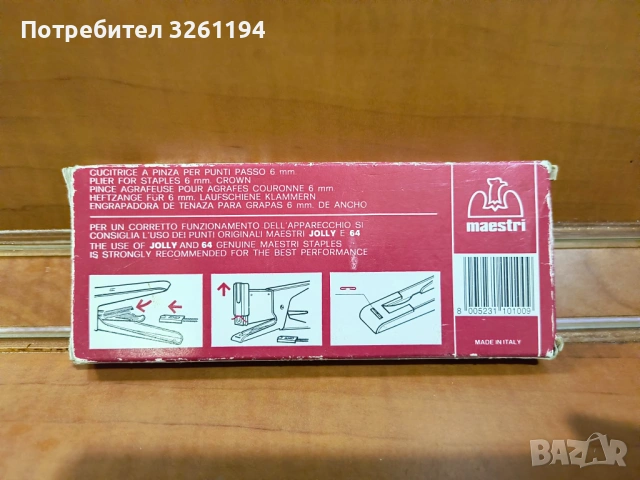 Потребител 3261194
CUCITRICE A PINZA PER PUNTI PASSO 6 mm.
PLIER FOR STAPLES 6 mm. CROWN
PINCE AGRAFEUSE POUR AGRAFES COURONNE 6 mm.
HEFTZANGE FüR 6 mm. LAUFSCHIENE KLAMMERN
ENGRAPADORA DE TENAZA PARA GRAPAS 6 mm. DE ANCHO
PER UN CORRETTO FUNZIONAMENTO DELL'APPARECCHIO SI
CONSIGLIA L'USO DEI PUNTI ORIGINALI MAESTRI JOLLY E 64
THE USE OF JOLLY AND 64 GENUINE MAESTRI STAPLES
IS STRONGLY RECOMMENDED FOR THE BEST PERFORMANCE
maestri
8 005231 101009
MADE IN ITALY
BAZAR